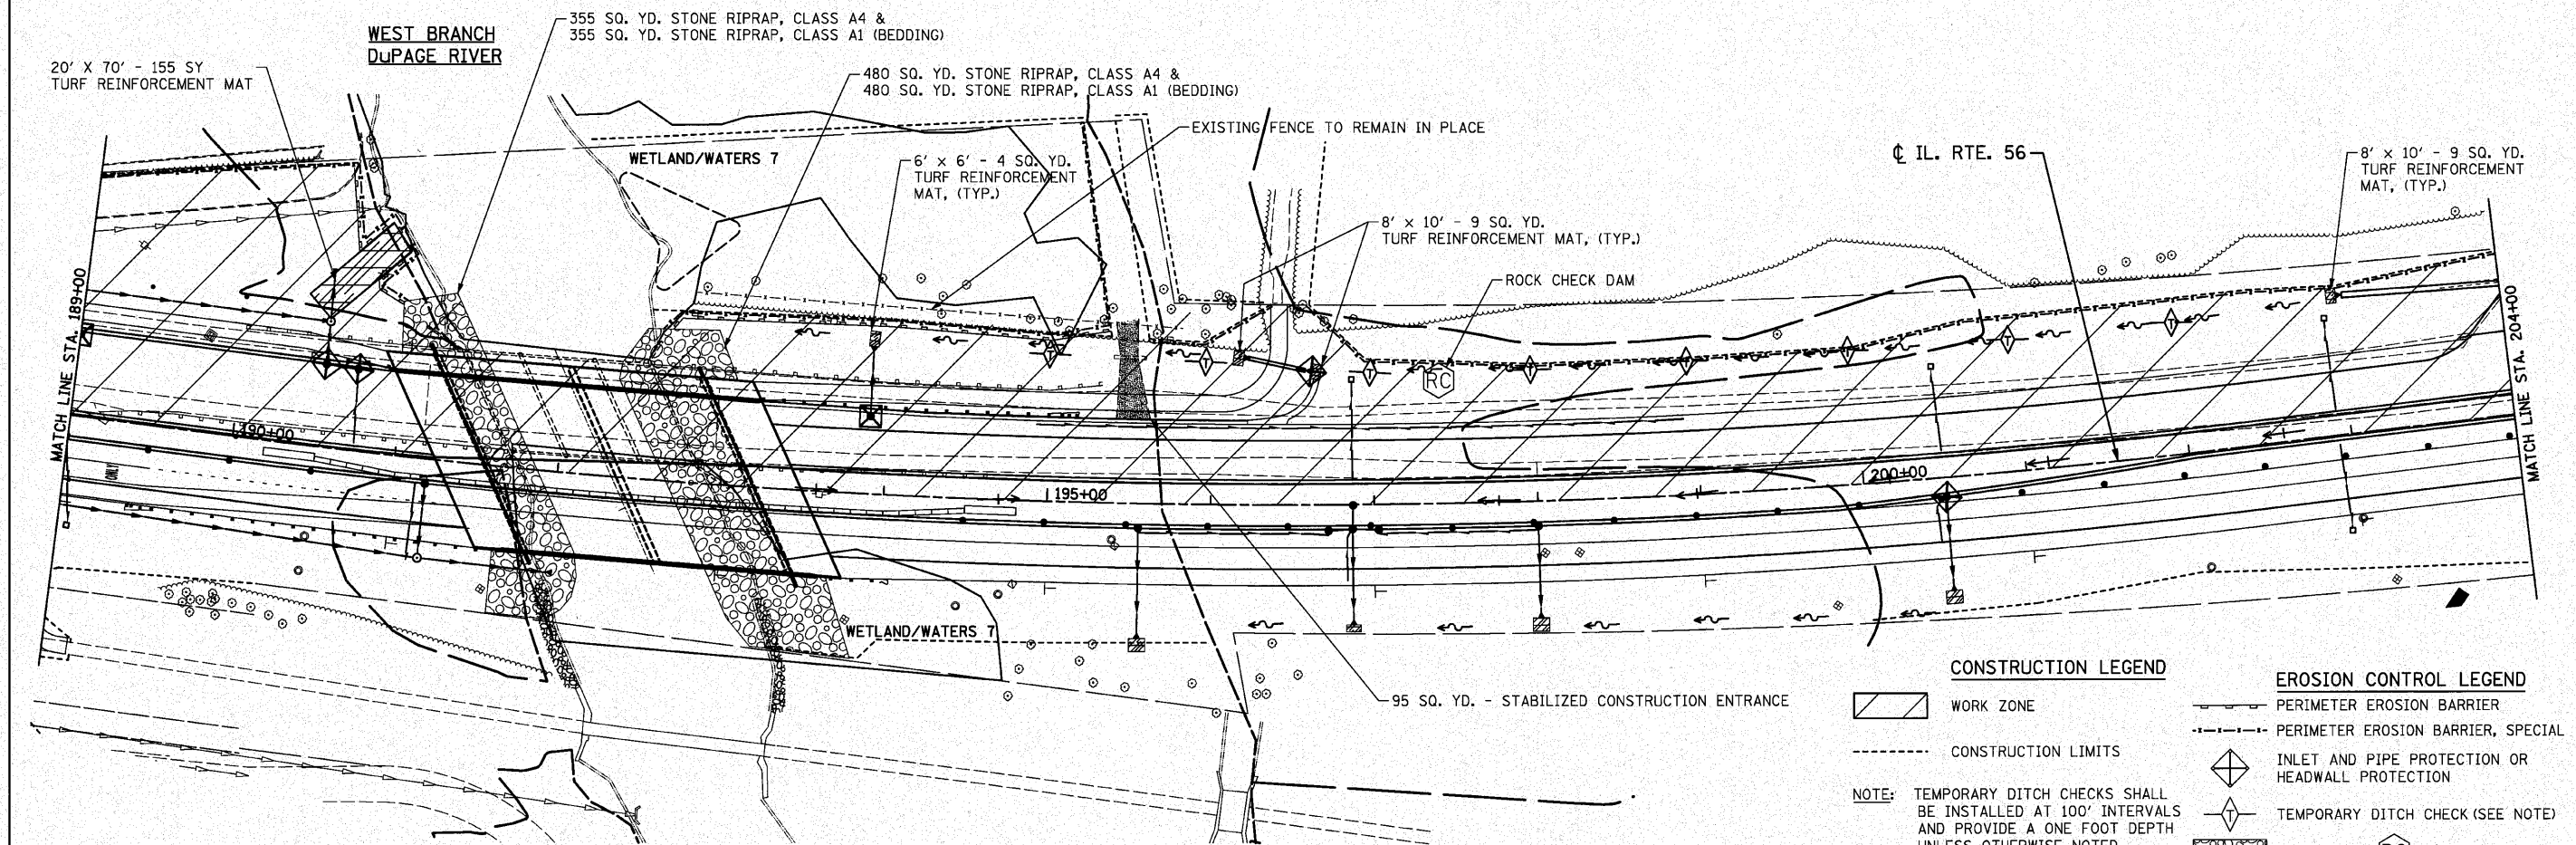 355 SQ. YD. STONE RIPRAP, CLASS A4 &
355 SQ. YD. STONE RIPRAP, CLASS A1 (BEDDING)
WEST BRANCH
DuPAGE RIVER
20' X 70' - 155 SY
TURF REINFORCEMENT MAT
480 SQ. YD. STONE RIPRAP, CLASS A4 &
480 SQ. YD. STONE RIPRAP, CLASS A1 (BEDDING)
EXISTING FENCE TO REMAIN IN PLACE
WETLAND/WATERS 7
6' x 6' - 4 SQ. YD.
TURF REINFORCEMENT
MAT, (TYP.)
℄ IL. RTE. 56
8' x 10' - 9 SQ. YD.
TURF REINFORCEMENT
MAT, (TYP.)
8' x 10' - 9 SQ. YD.
TURF REINFORCEMENT MAT, (TYP.)
ROCK CHECK DAM
MATCH LINE STA. 189+00
MATCH LINE STA. 204+00
T
T
T
RC
T
T
T
T
T
190+00
ONLY
195+00
200+00
WETLAND/WATERS 7
95 SQ. YD. - STABILIZED CONSTRUCTION ENTRANCE
CONSTRUCTION LEGEND
WORK ZONE
CONSTRUCTION LIMITS
NOTE: TEMPORARY DITCH CHECKS SHALL
BE INSTALLED AT 100' INTERVALS
AND PROVIDE A ONE FOOT DEPTH
UNLESS OTHERWISE NOTED
EROSION CONTROL LEGEND
PERIMETER EROSION BARRIER
PERIMETER EROSION BARRIER, SPECIAL
INLET AND PIPE PROTECTION OR
HEADWALL PROTECTION
T TEMPORARY DITCH CHECK (SEE NOTE)